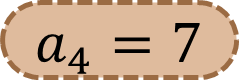 a₄ = 7